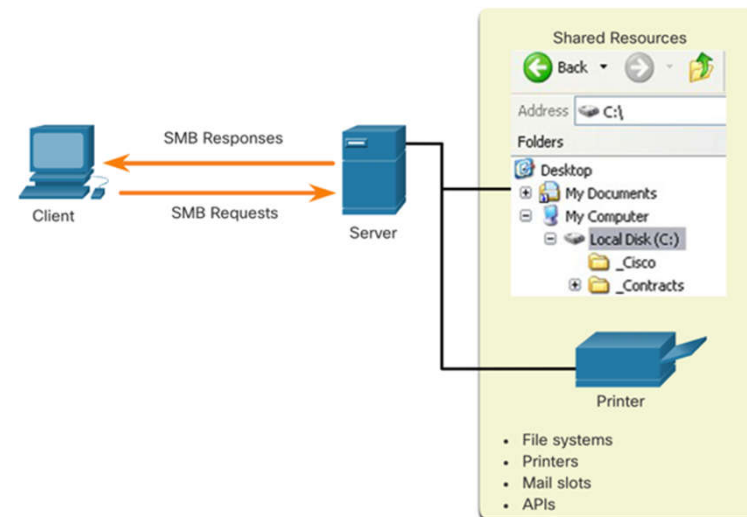 SMB Responses
SMB Requests
Client
Server
Shared Resources
Back
Address C:\
Folders
Desktop
My Documents
My Computer
Local Disk (C:)
_Cisco
_Contracts
Printer
• File systems
• Printers
• Mail slots
• APIs